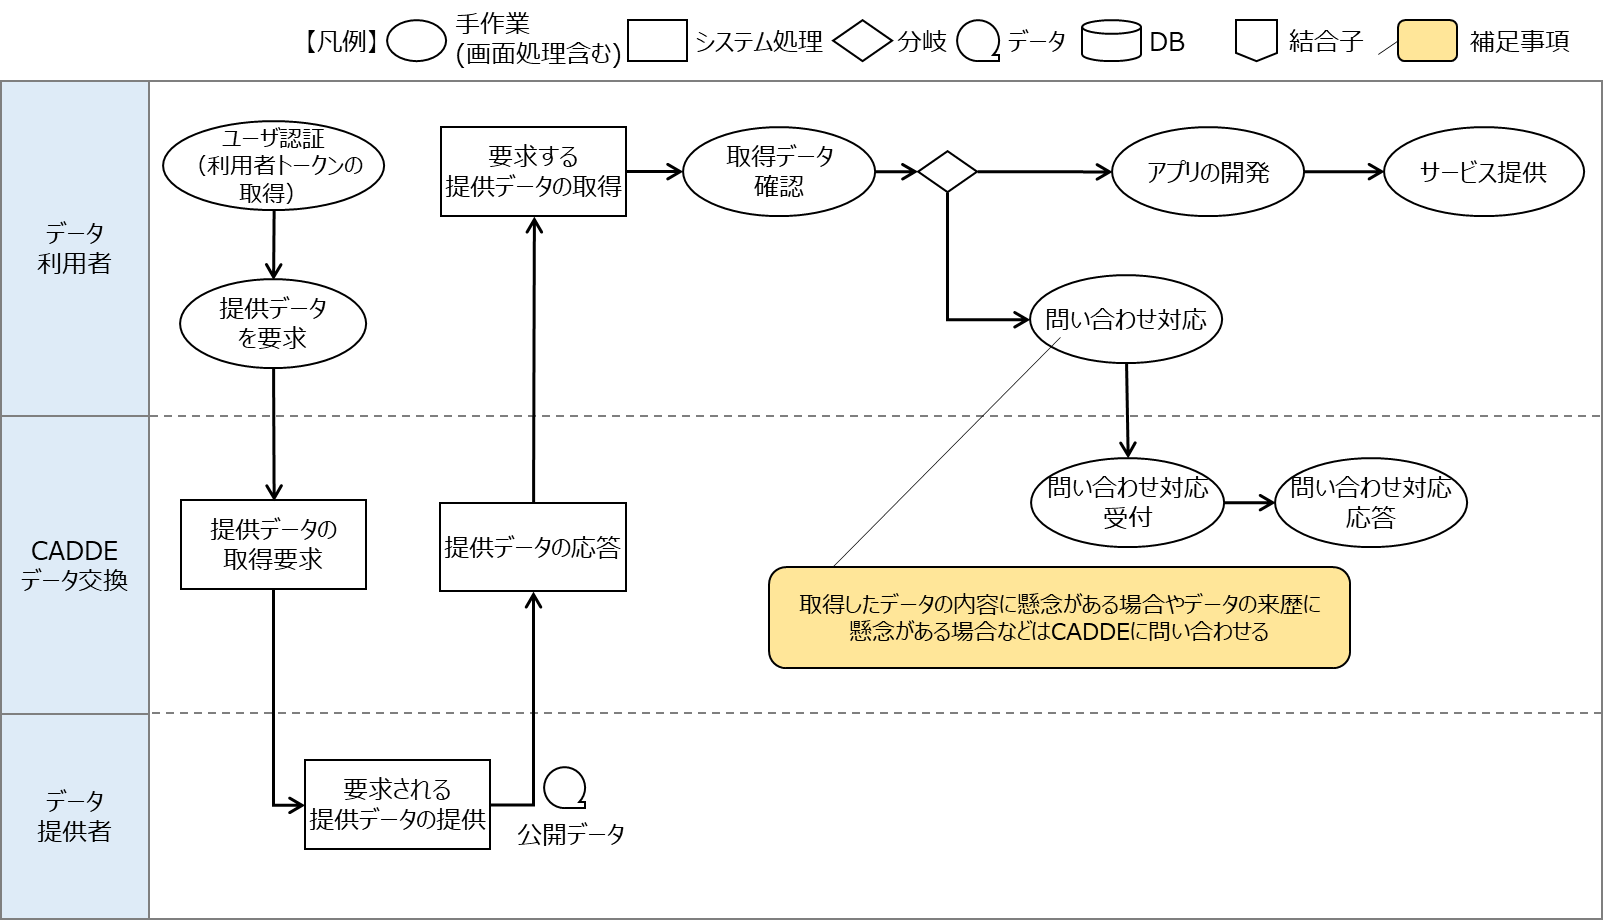 【凡例】
手作業
(画面処理含む)
システム処理
分岐
データ
DB
結合子
補足事項
データ
利用者
ユーザ認証
（利用者トークンの
取得）
提供データ
を要求
要求する
提供データの取得
取得データ
確認
アプリの開発
サービス提供
問い合わせ対応
CADDE
データ交換
提供データの
取得要求
提供データの応答
問い合わせ対応
受付
問い合わせ対応
応答
取得したデータの内容に懸念がある場合やデータの来歴に
懸念がある場合などはCADDEに問い合わせる
データ
提供者
要求される
提供データの提供
公開データ